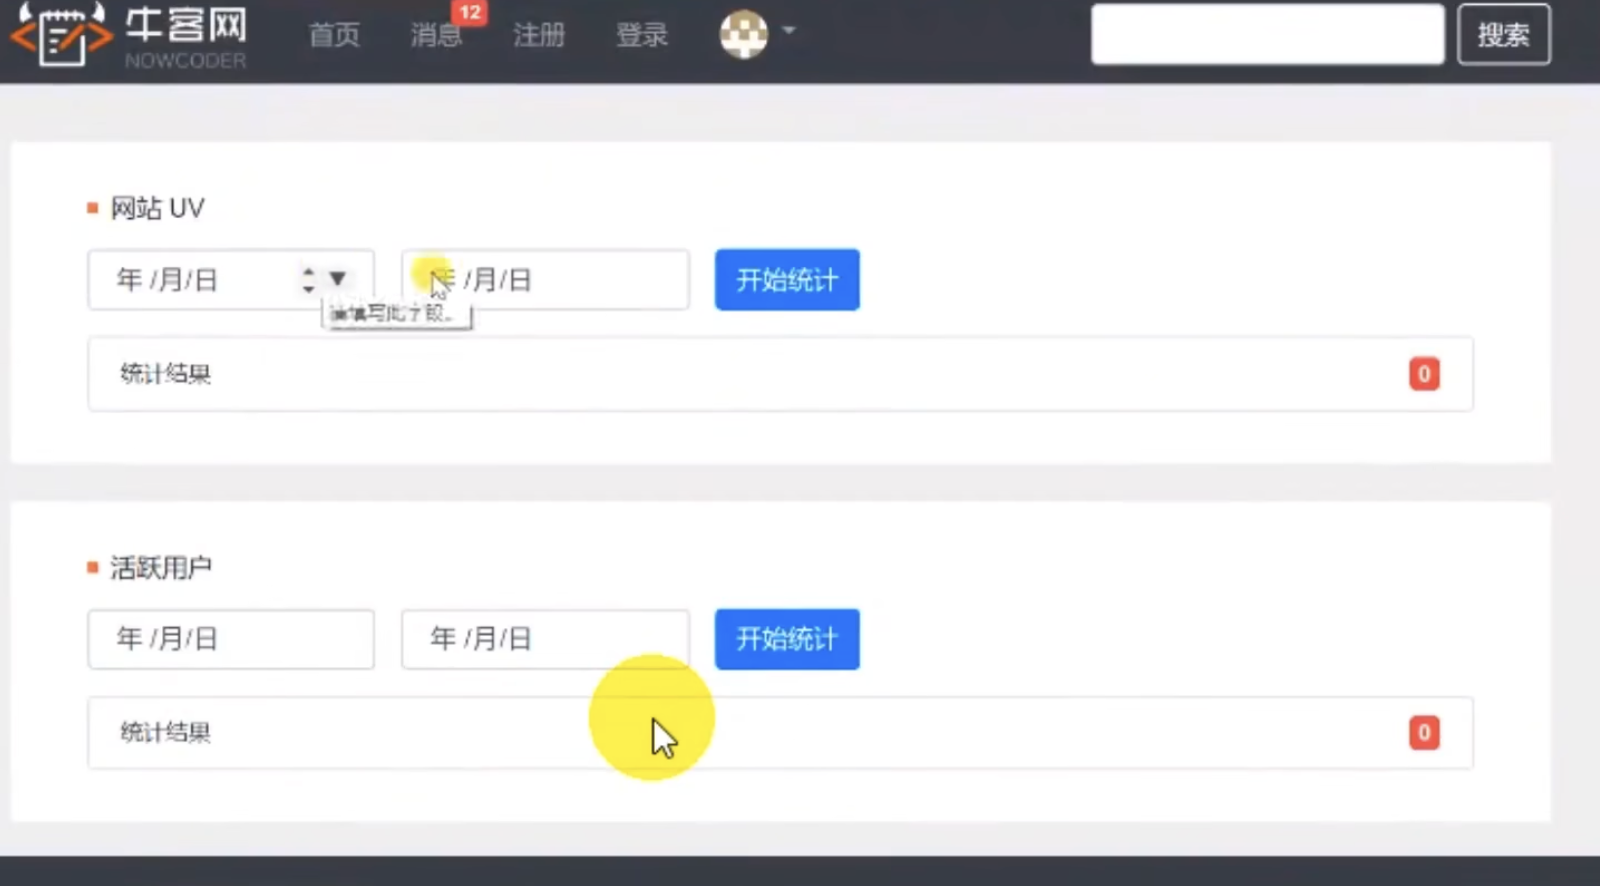 牛客网
NOWCODER
首页 消息 12 注册 登录 搜索
网站 UV
年 /月/日 年 /月/日 开始统计
请填写此字段。
统计结果 0
活跃用户
年 /月/日 年 /月/日 开始统计
统计结果 0